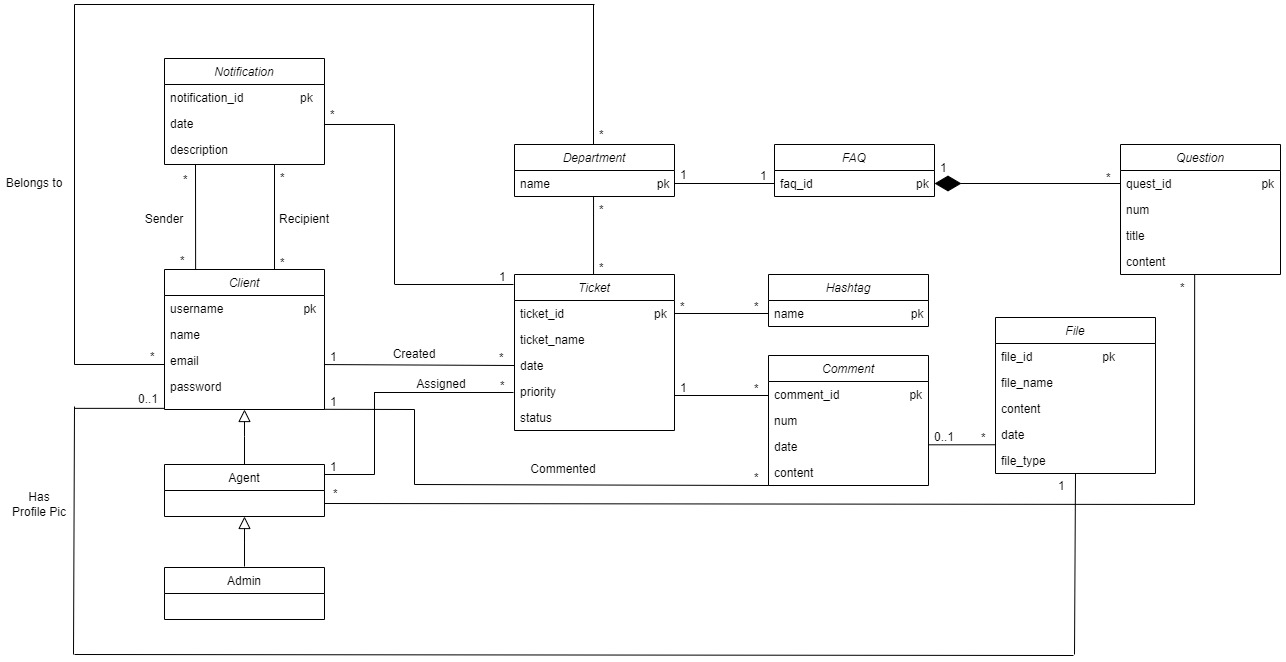 Notification
notification_id pk
date
description
*
*
*
Belongs to
Sender
Recipient
*
*
Client
username pk
name
email
password
*
0..1
1
Created
*
Assigned
*
1
Commented
*
Agent
1
*
Admin
Has
Profile Pic
*
Department
name pk
*
1
1
FAQ
faq_id pk
1
*
Question
quest_id pk
num
title
content
*
*
1
Ticket
ticket_id pk
ticket_name
date
priority
status
*
*
Hashtag
name pk
1
*
Comment
comment_id pk
num
date
content
0..1
*
File
file_id pk
file_name
content
date
file_type
1